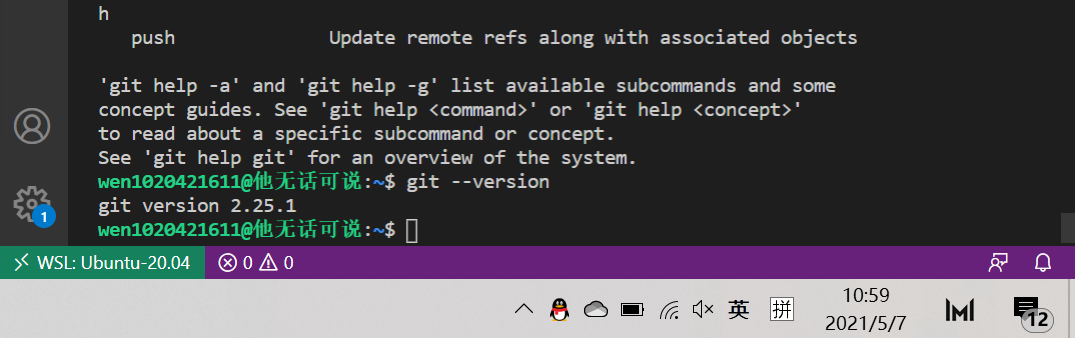 h
push Update remote refs along with associated objects
'git help -a' and 'git help -g' list available subcommands and some
concept guides. See 'git help <command>' or 'git help <concept>'
to read about a specific subcommand or concept.
See 'git help git' for an overview of the system.
wen1020421611@他无话可说:~$ git --version
git version 2.25.1
wen1020421611@他无话可说:~$
1
WSL: Ubuntu-20.04 0 0
英 拼
10:59
2021/5/7
12